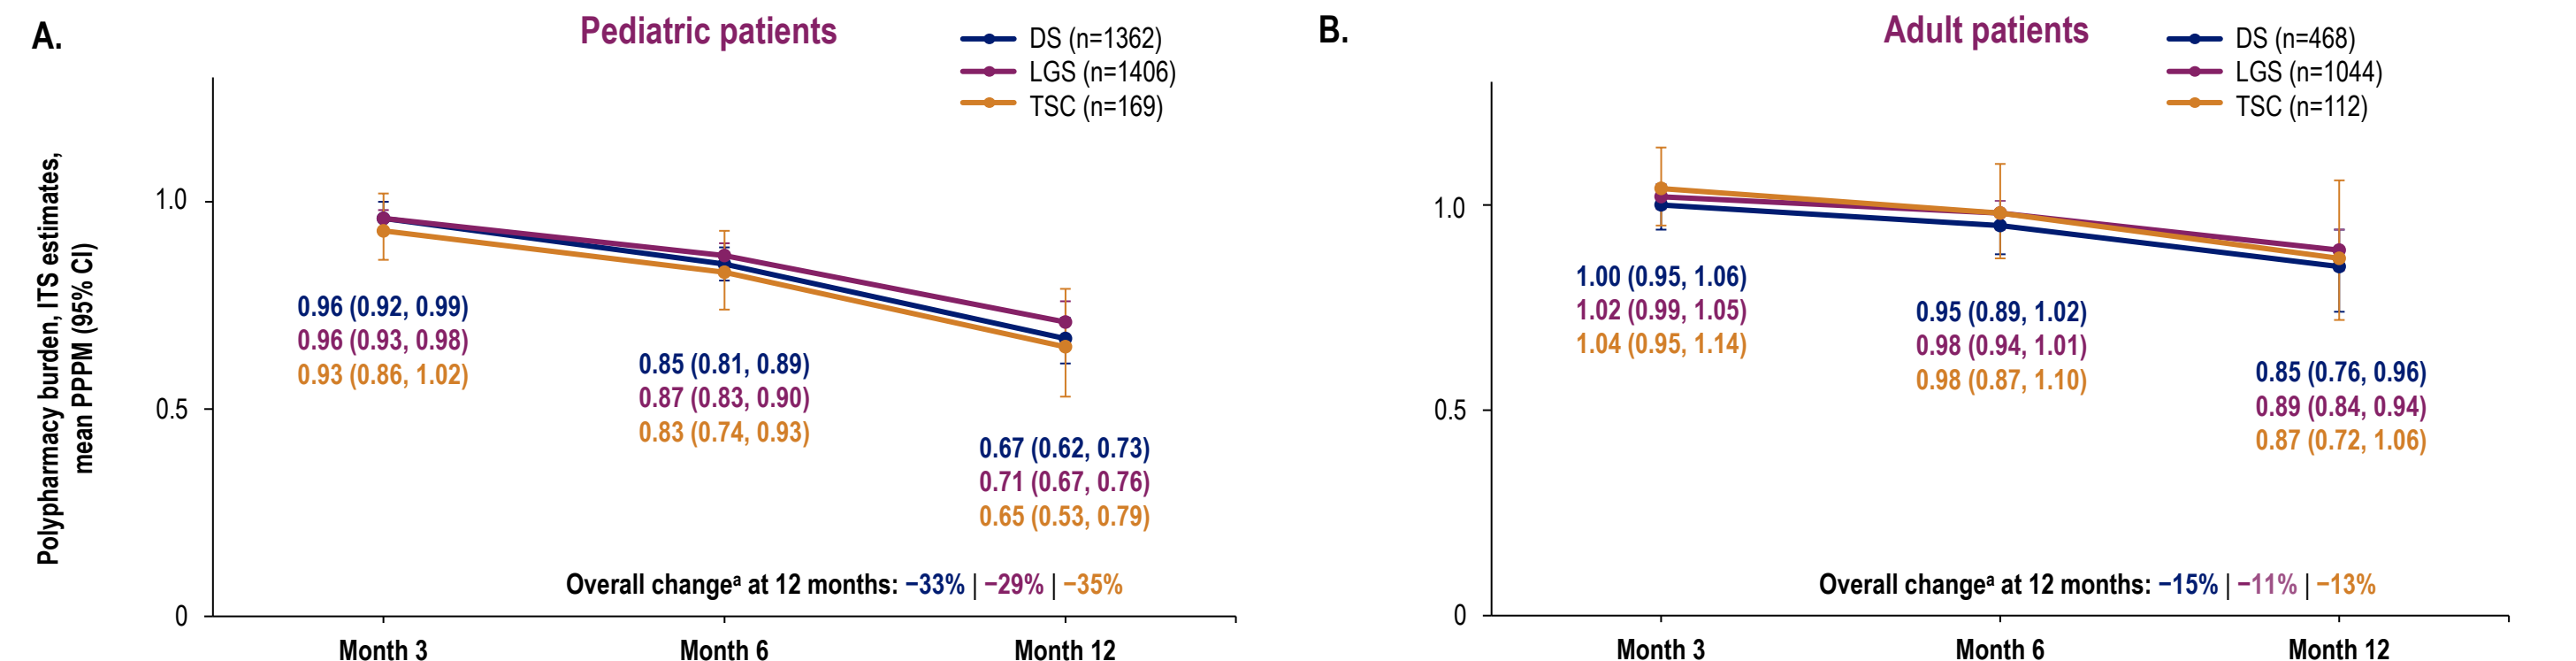 A.
Pediatric patients
DS (n=1362)
LGS (n=1406)
TSC (n=169)
Polypharmacy burden, ITS estimates,
mean PPPM (95% CI)
1.0
0.5
0
0.96 (0.92, 0.99)
0.96 (0.93, 0.98)
0.93 (0.86, 1.02)
0.85 (0.81, 0.89)
0.87 (0.83, 0.90)
0.83 (0.74, 0.93)
0.67 (0.62, 0.73)
0.71 (0.67, 0.76)
0.65 (0.53, 0.79)
Overall changeᵃ at 12 months: −33% | −29% | −35%
Month 3
Month 6
Month 12
B.
Adult patients
DS (n=468)
LGS (n=1044)
TSC (n=112)
1.0
0.5
0
1.00 (0.95, 1.06)
1.02 (0.99, 1.05)
1.04 (0.95, 1.14)
0.95 (0.89, 1.02)
0.98 (0.94, 1.01)
0.98 (0.87, 1.10)
0.85 (0.76, 0.96)
0.89 (0.84, 0.94)
0.87 (0.72, 1.06)
Overall changeᵃ at 12 months: −15% | −11% | −13%
Month 3
Month 6
Month 12